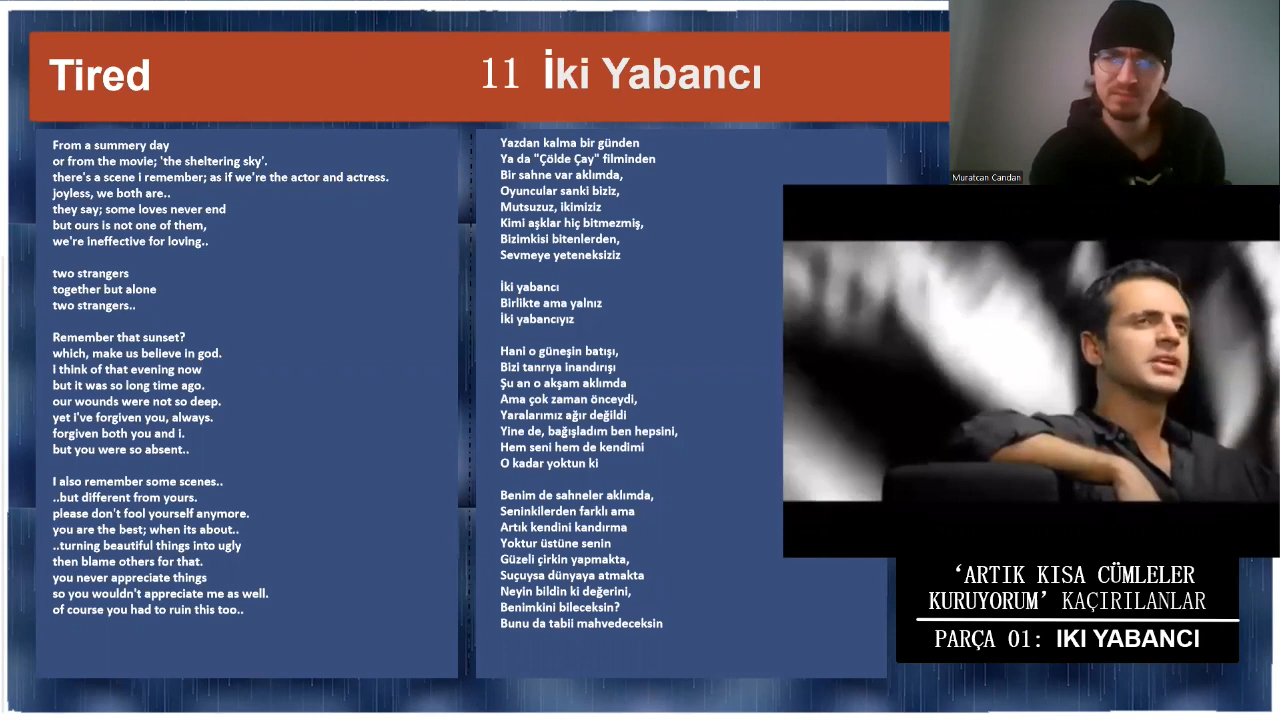 Tired
11 İki Yabancı
From a summery day
or from the movie; 'the sheltering sky'.
there's a scene i remember; as if we're the actor and actress.
joyless, we both are..
they say; some loves never end
but ours is not one of them,
we're ineffective for loving..
two strangers
together but alone
two strangers..
Remember that sunset?
which, make us believe in god.
i think of that evening now
but it was so long time ago.
our wounds were not so deep.
yet i've forgiven you, always.
forgiven both you and i.
but you were so absent..
I also remember some scenes..
..but different from yours.
please don't fool yourself anymore.
you are the best; when its about..
..turning beautiful things into ugly
then blame others for that.
you never appreciate things
so you wouldn't appreciate me as well.
of course you had to ruin this too..
Yazdan kalma bir günden
Ya da "Çölde Çay" filminden
Bir sahne var aklımda,
Oyuncular sanki biziz,
Mutsuzuz, ikimiziz
Kimi aşklar hiç bitmezmiş,
Bizimkisi bitenlerden,
Sevmeye yeteneksiziz
İki yabancı
Birlikte ama yalnız
İki yabancıyız
Hani o güneşin batışı,
Bizi tanrıya inandırışı
Şu an o akşam aklımda
Ama çok zaman önceydi,
Yaralarımız ağır değildi
Yine de, bağışladım ben hepsini,
Hem seni hem de kendimi
O kadar yoktun ki
Benim de sahneler aklımda,
Seninkilerden farklı ama
Artık kendini kandırma
Yoktur üstüne senin
Güzeli çirkin yapmakta,
Suçuysa dünyaya atmakta
Neyin bildin ki değerini,
Benimkini bileceksin?
Bunu da tabii mahvedeceksin
Muratcan Candan
‘ARTIK KISA CÜMLELER
KURUYORUM’ KAÇIRILANLAR
PARÇA 01: IKI YABANCI